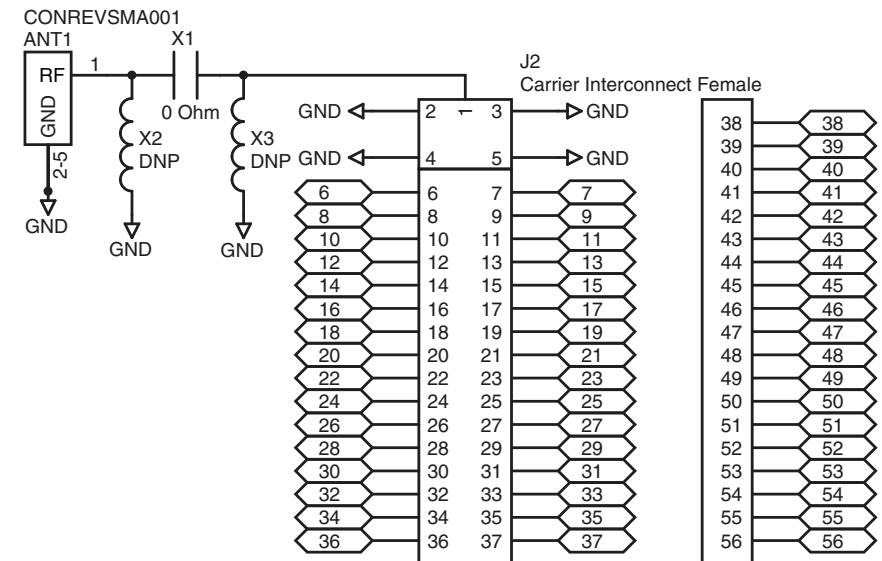 CONREVSMA001
ANT1
X1
RF
1
GND
2-5
GND
0 Ohm
X2
DNP
GND
X3
DNP
GND
J2
Carrier Interconnect Female
GND 2 1 3 GND
GND 4 5 GND
6 6 7 7
8 8 9 9
10 10 11 11
12 12 13 13
14 14 15 15
16 16 17 17
18 18 19 19
20 20 21 21
22 22 23 23
24 24 25 25
26 26 27 27
28 28 29 29
30 30 31 31
32 32 33 33
34 34 35 35
36 36 37 37
38 38
39 39
40 40
41 41
42 42
43 43
44 44
45 45
46 46
47 47
48 48
49 49
50 50
51 51
52 52
53 53
54 54
55 55
56 56